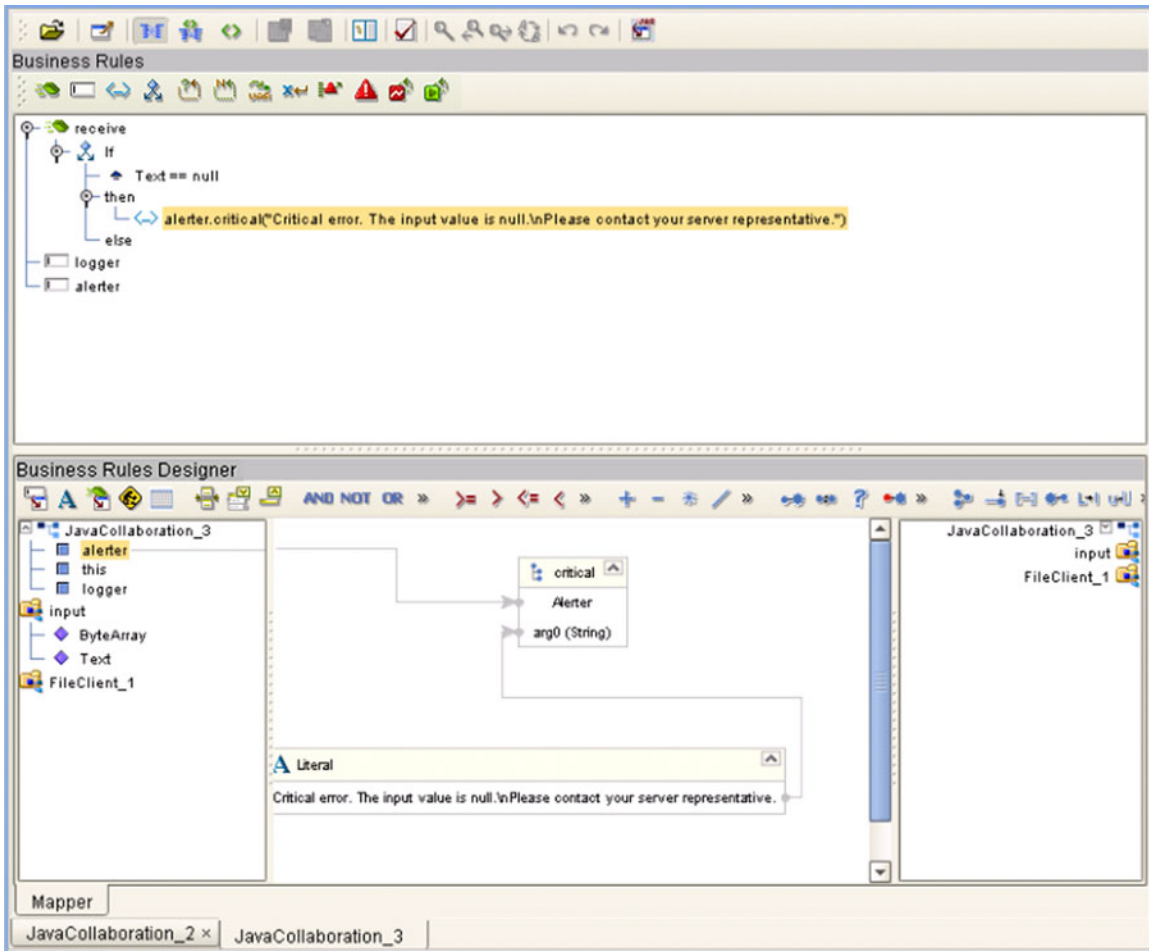 Business Rules
receive
If
Text == null
then
alerter.critical("Critical error. The input value is null.\nPlease contact your server representative.")
else
logger
alerter
Business Rules Designer
A AND NOT OR » >= > <= < » + - / » ? »
JavaCollaboration_3
alerter
this
logger
input
ByteArray
Text
FileClient_1
critical
Alerter
arg0 (String)
A Literal
Critical error. The input value is null.\nPlease contact your server representative.
JavaCollaboration_3
input
FileClient_1
Mapper
JavaCollaboration_2 ×
JavaCollaboration_3